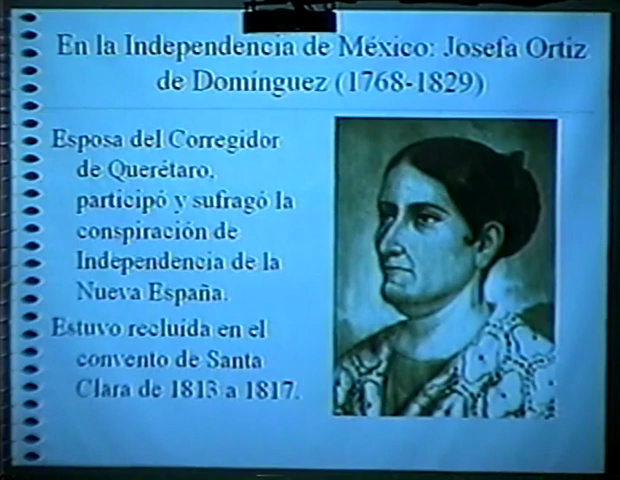 En la Independencia de México: Josefa Ortiz
de Domínguez (1768-1829)
Esposa del Corregidor
de Querétaro,
participó y sufragó la
conspiración de
Independencia de la
Nueva España.
Estuvo recluída en el
convento de Santa
Clara de 1813 a 1817.